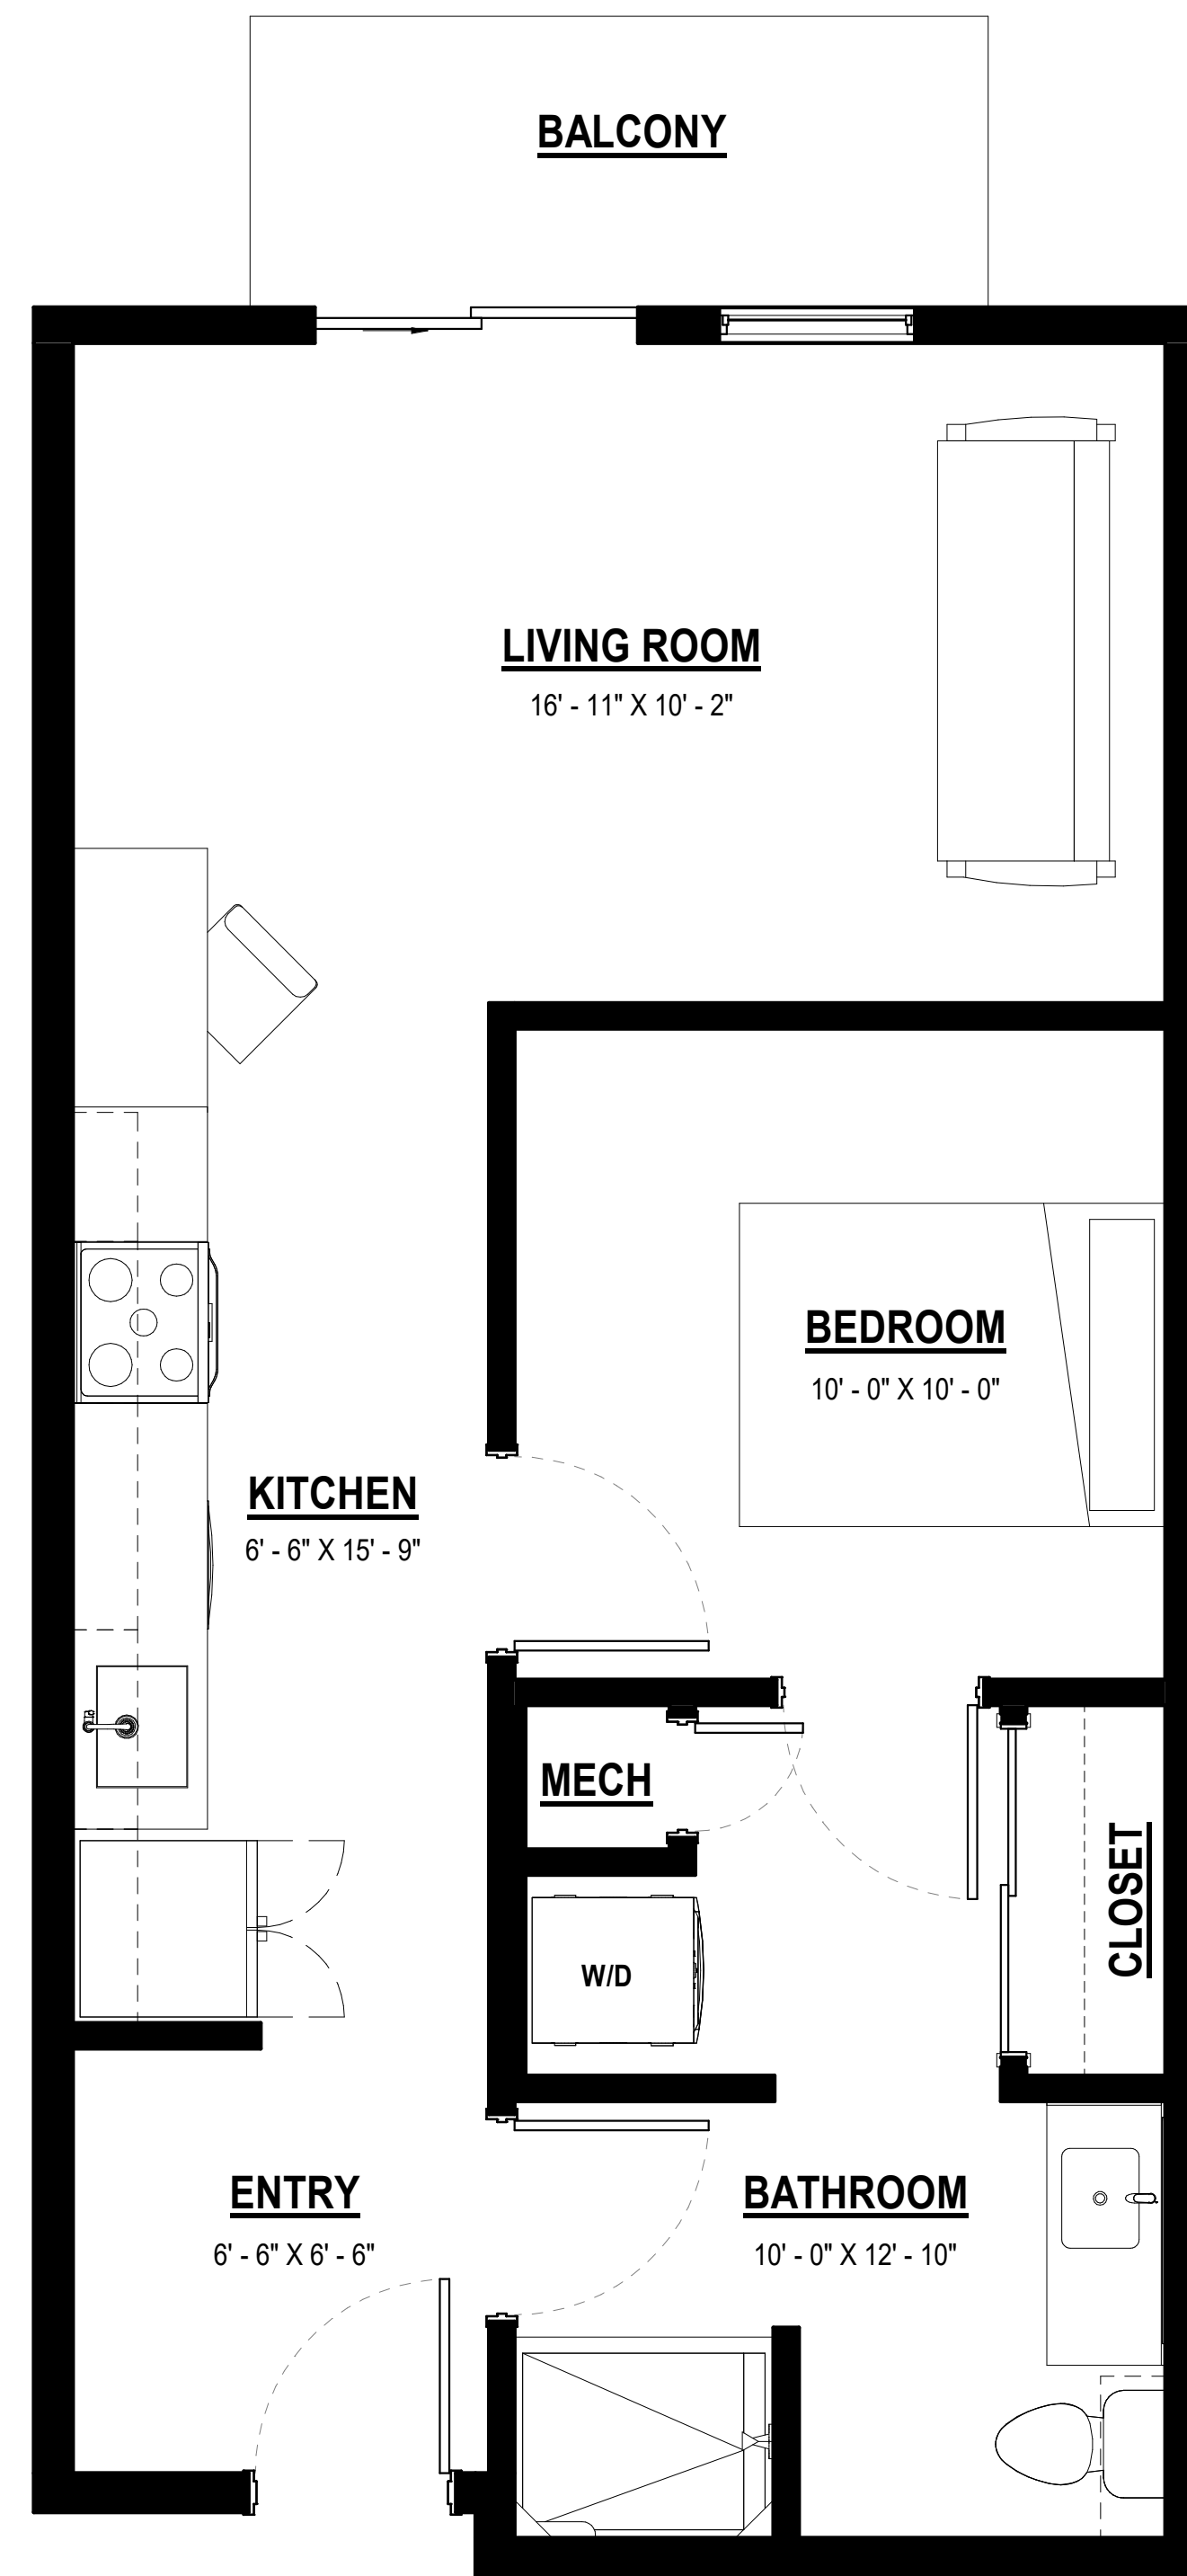 BALCONY
LIVING ROOM
16' - 11" X 10' - 2"
BEDROOM
10' - 0" X 10' - 0"
KITCHEN
6' - 6" X 15' - 9"
MECH
CLOSET
W/D
ENTRY
6' - 6" X 6' - 6"
BATHROOM
10' - 0" X 12' - 10"